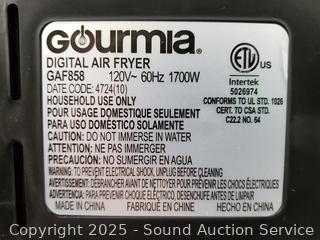 GOURMIA
DIGITAL AIR FRYER
GAF858 120V~ 60Hz 1700W
DATE CODE: 4724(10)
HOUSEHOLD USE ONLY
POUR USAGE DOMESTIQUE SEULEMENT
PARA USO DOMÉSTICO SOLAMENTE
ETL
US
Intertek
5026974
CONFORMS TO UL STD. 1026
CERT. TO CSA STD.
C22.2 NO. 64
CAUTION: DO NOT IMMERSE IN WATER
ATTENTION: NE PAS IMMERGER
PRECAUCIÓN: NO SUMERGIR EN AGUA
WARNING: TO PREVENT ELECTRICAL SHOCK, UNPLUG BEFORE CLEANING.
AVERTISSEMENT: DÉBRANCHER AVANT DE NETTOYER POUR PRÉVENIR LES CHOCS ÉLECTRIQUES.
ADVERTENCIA: PARA PREVENIR CHOQUE ELÉCTRICO, DESENCHUFE ANTES DE LIMPIAR
MADE IN CHINA FABRIQUÉ EN CHINE HECHO EN CHINA
Copyright 2025 - Sound Auction Service